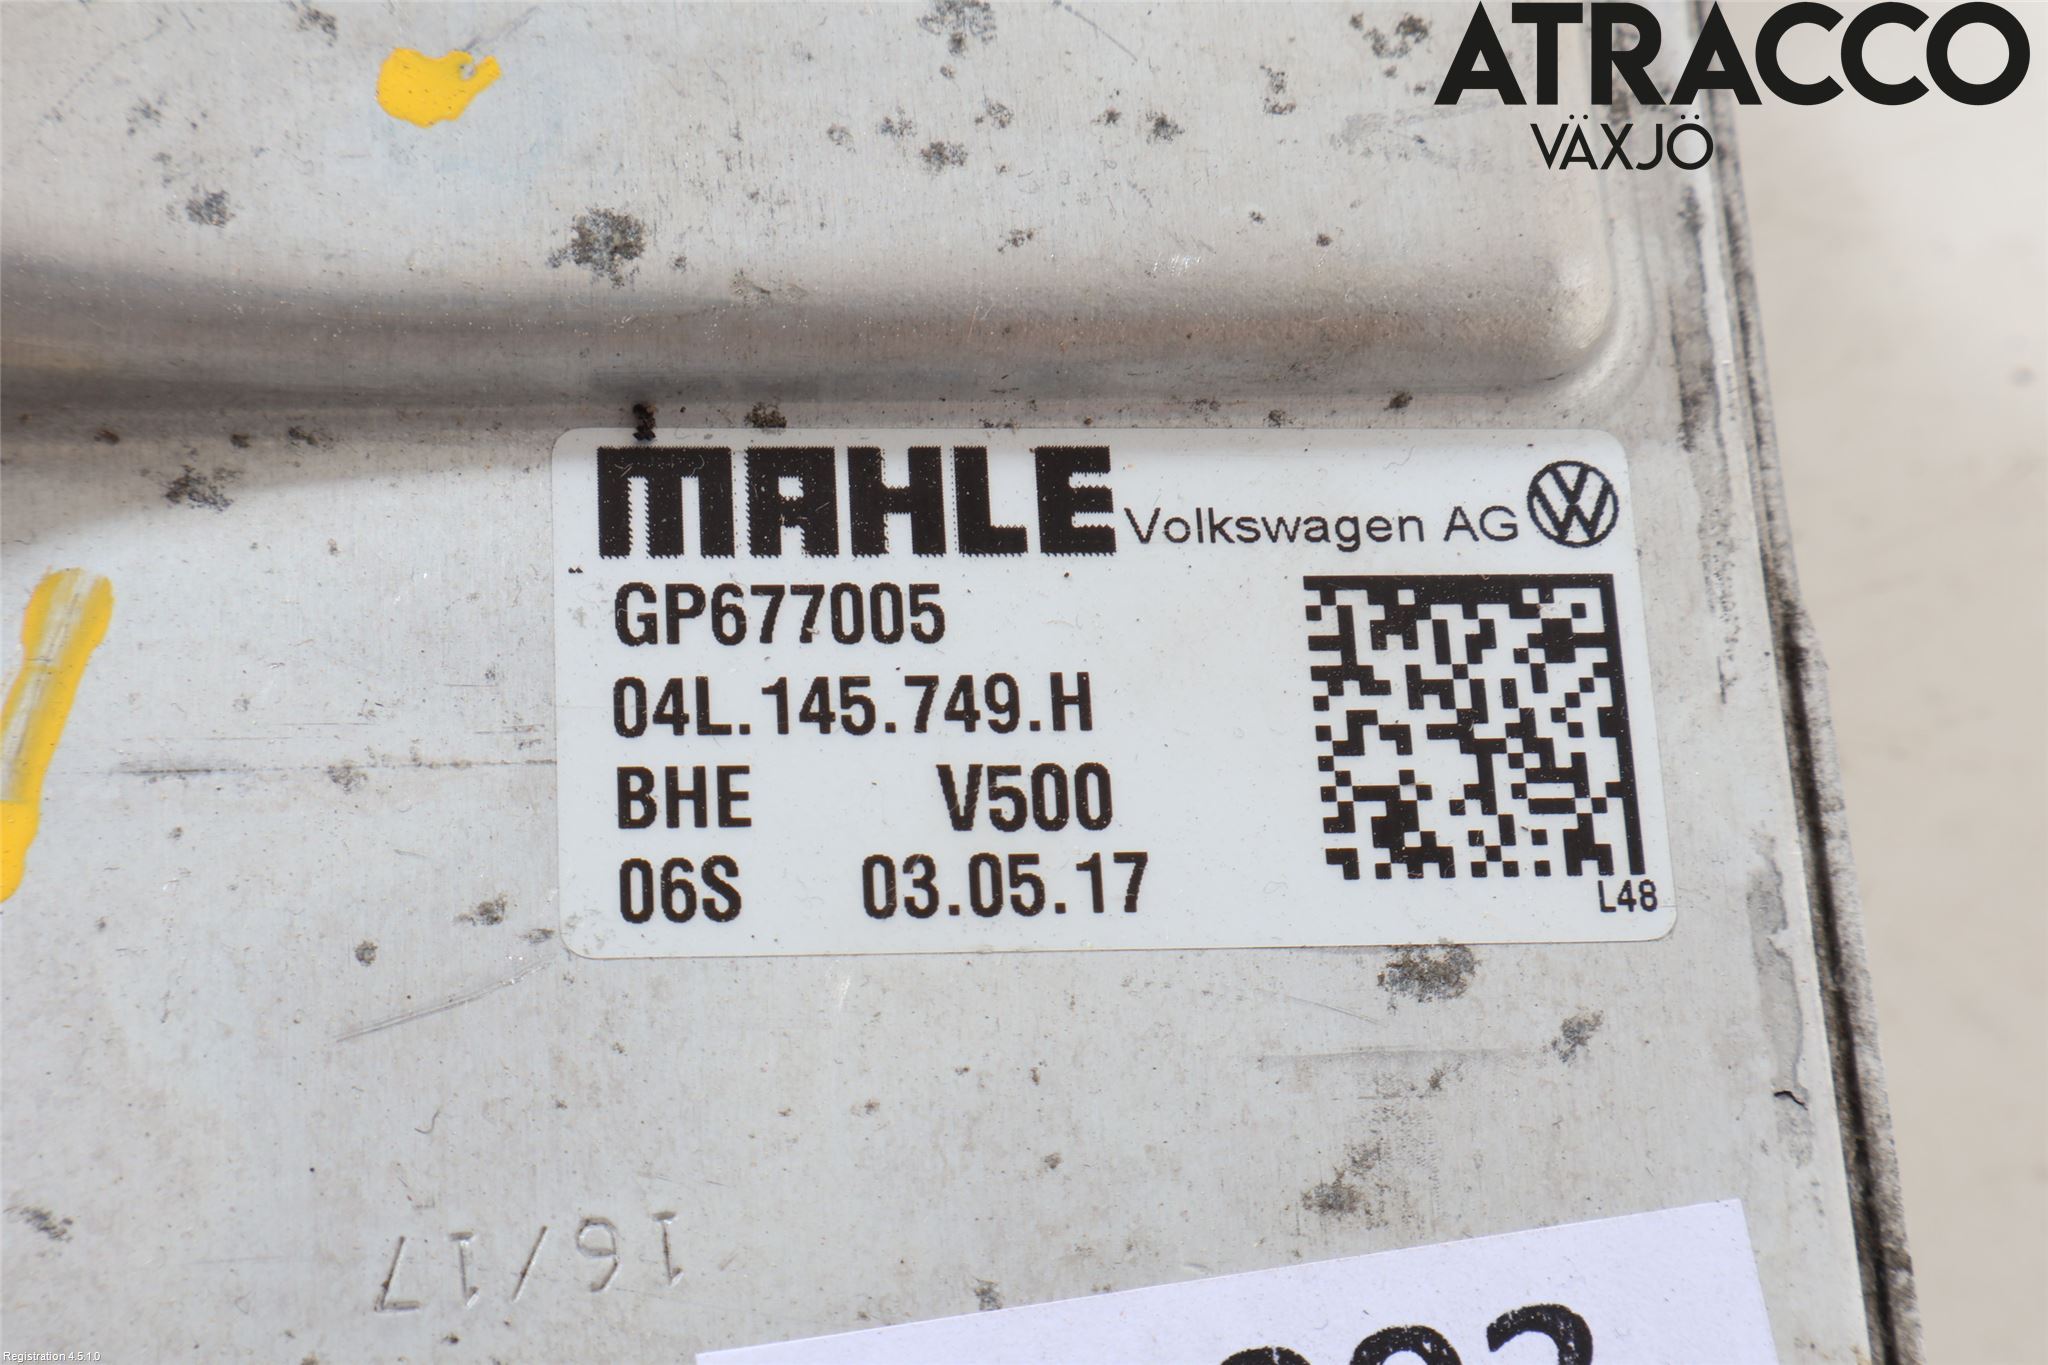 ATRACCO
VÄXJÖ
MAHLE Volkswagen AG
GP677005
04L.145.749.H
BHE V500
06S 03.05.17
L48
16/17
Registration 4.5.1.0